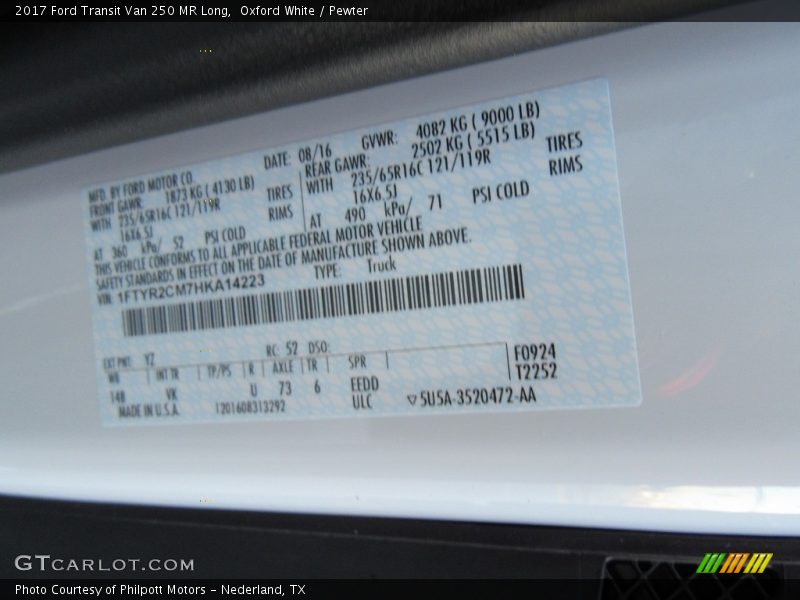 2017 Ford Transit Van 250 MR Long,  Oxford White / Pewter
MFD. BY FORD MOTOR CO. DATE: 08/16 GVWR: 4082 KG ( 9000 LB)
FRONT GAWR: 1873 KG ( 4130 LB) REAR GAWR: 2502 KG ( 5515 LB)
WITH 235/65R16C 121/119R TIRES WITH 235/65R16C 121/119R TIRES
16X6.5J RIMS 16X6.5J RIMS
AT 360 kPa/ 52 PSI COLD AT 490 kPa/ 71 PSI COLD
THIS VEHICLE CONFORMS TO ALL APPLICABLE FEDERAL MOTOR VEHICLE
SAFETY STANDARDS IN EFFECT ON THE DATE OF MANUFACTURE SHOWN ABOVE.
VIN: 1FTYR2CM7HKA14223 TYPE: Truck
EXT PNT: YZ RC: 52 DSO: F0924
WB INT TR TP/PS R AXLE TR SPR T2252
148 VK U 73 6 EEDD
MADE IN U.S.A. 1201608313292 ULC ▽5U5A-3520472-AA
GTCARLOT.COM
Photo Courtesy of Philpott Motors - Nederland, TX